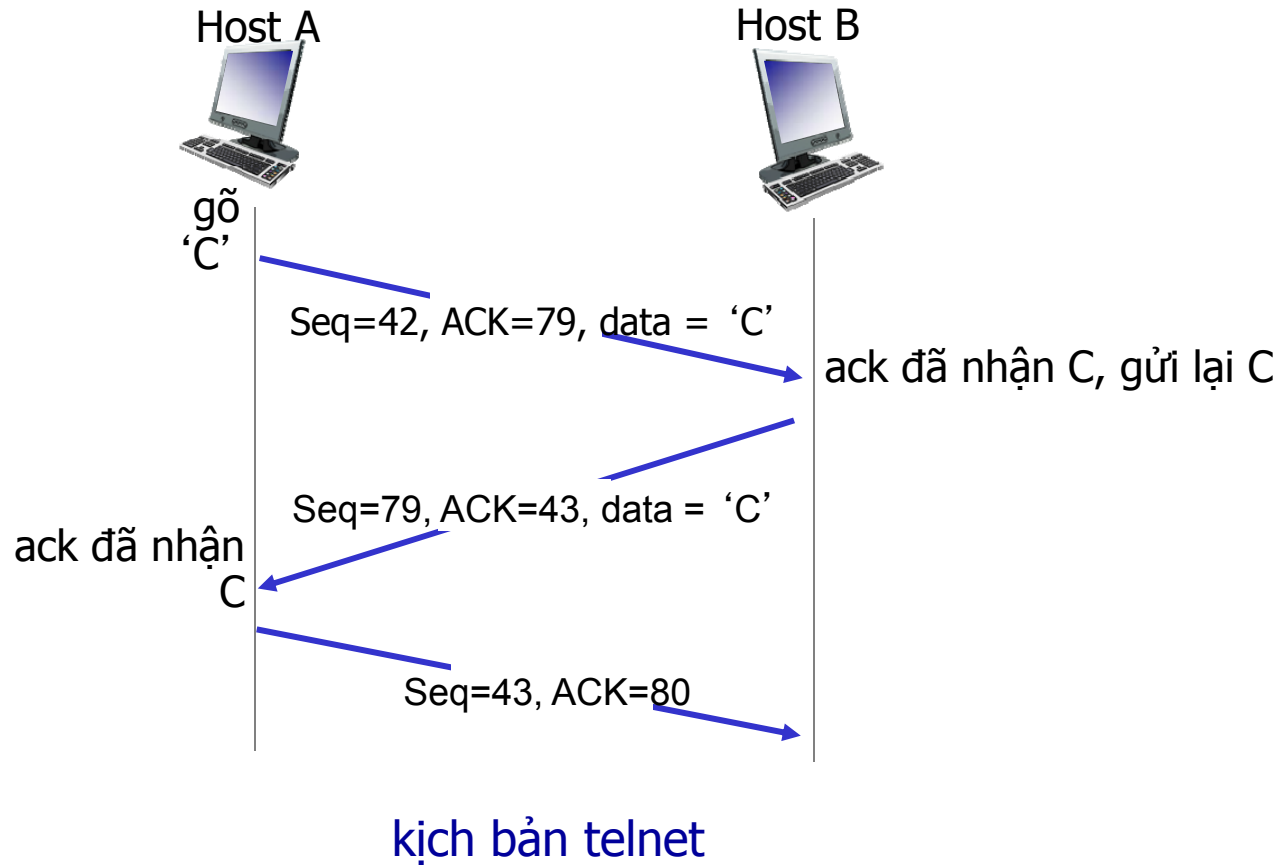 Host A
Host B
gõ
‘C’
Seq=42, ACK=79, data = ‘C’
ack đã nhận C, gửi lại C
Seq=79, ACK=43, data = ‘C’
ack đã nhận
C
Seq=43, ACK=80
kịch bản telnet